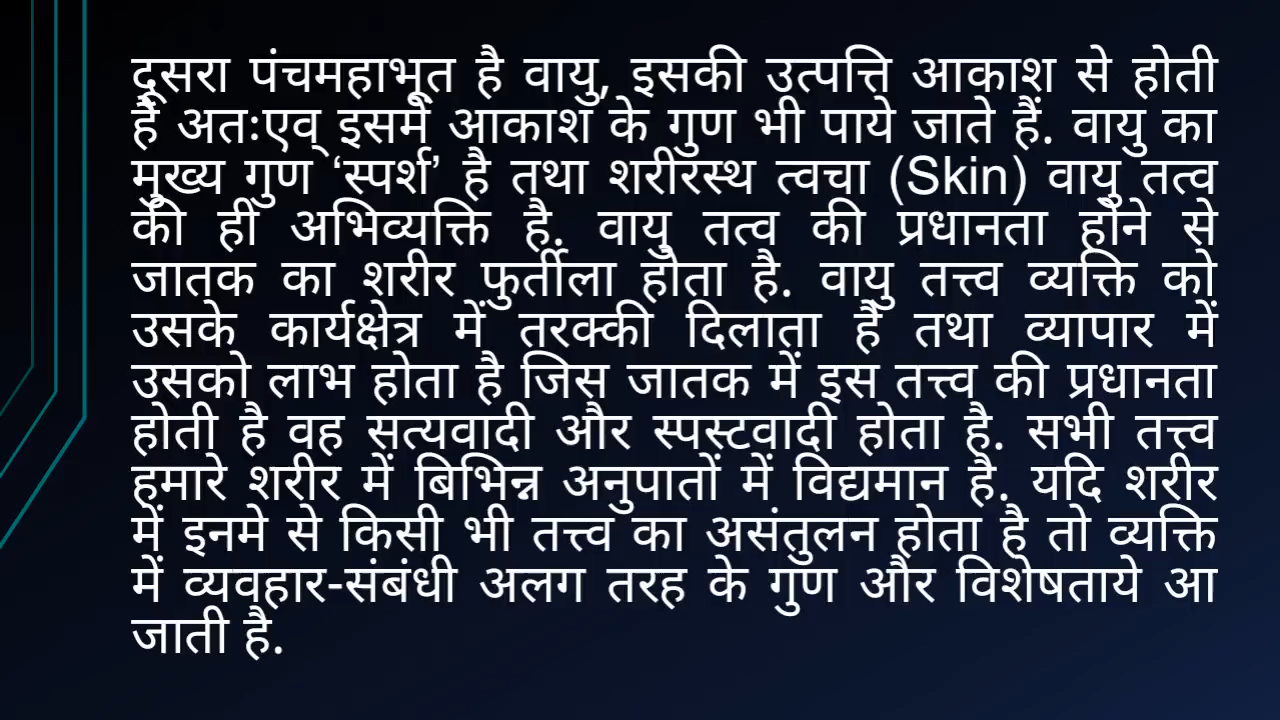 दूसरा पंचमहाभूत है वायु, इसकी उत्पत्ति आकाश से होती
है अतःएव् इसमें आकाश के गुण भी पाये जाते हैं. वायु का
मुख्य गुण ‘स्पर्श’ है तथा शरीरस्थ त्वचा (Skin) वायु तत्व
की ही अभिव्यक्ति है. वायु तत्व की प्रधानता होने से
जातक का शरीर फुर्तीला होता है. वायु तत्त्व व्यक्ति को
उसके कार्यक्षेत्र में तरक्की दिलाता है तथा व्यापार में
उसको लाभ होता है जिस जातक में इस तत्त्व की प्रधानता
होती है वह सत्यवादी और स्पस्टवादी होता है. सभी तत्त्व
हमारे शरीर में बिभिन्न अनुपातों में विद्यमान है. यदि शरीर
में इनमे से किसी भी तत्त्व का असंतुलन होता है तो व्यक्ति
में व्यवहार-संबंधी अलग तरह के गुण और विशेषताये आ
जाती है.